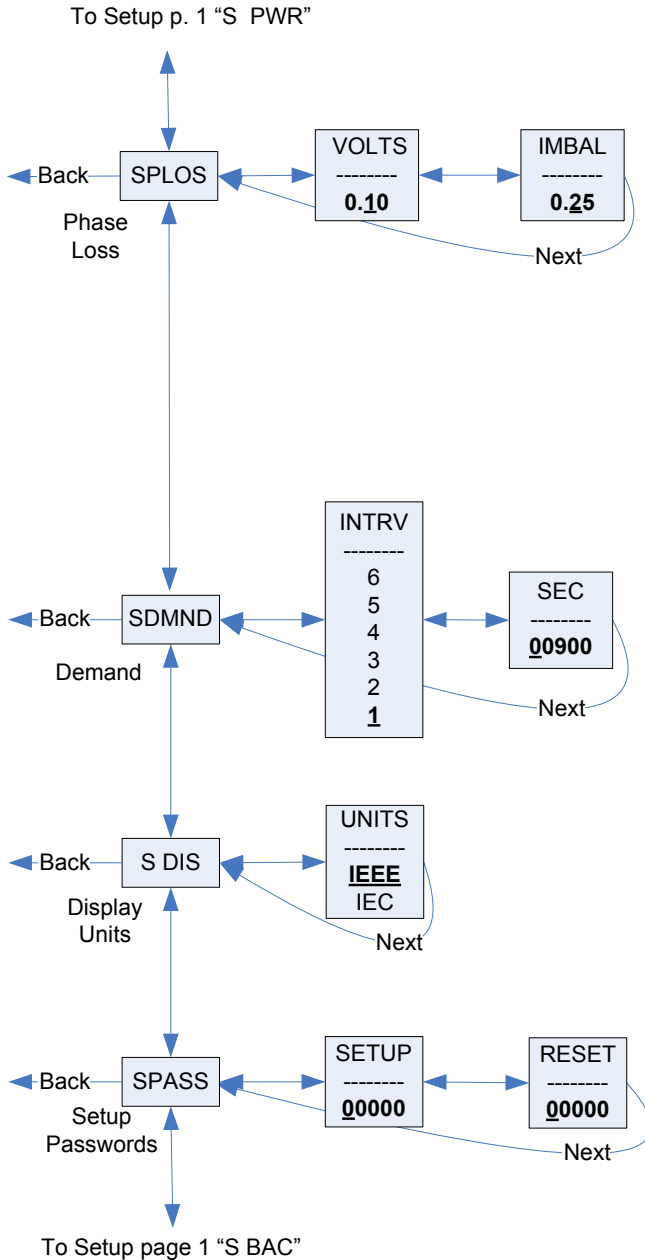 To Setup p. 1 “S PWR”
Back
SPLOS
Phase
Loss
VOLTS
--------
0.10
IMBAL
--------
0.25
Next
Back
SDMND
Demand
INTRV
--------
6
5
4
3
2
1
SEC
--------
00900
Next
Back
S DIS
Display
Units
UNITS
--------
IEEE
IEC
Next
Back
SPASS
Setup
Passwords
SETUP
--------
00000
RESET
--------
00000
Next
To Setup page 1 “S BAC”